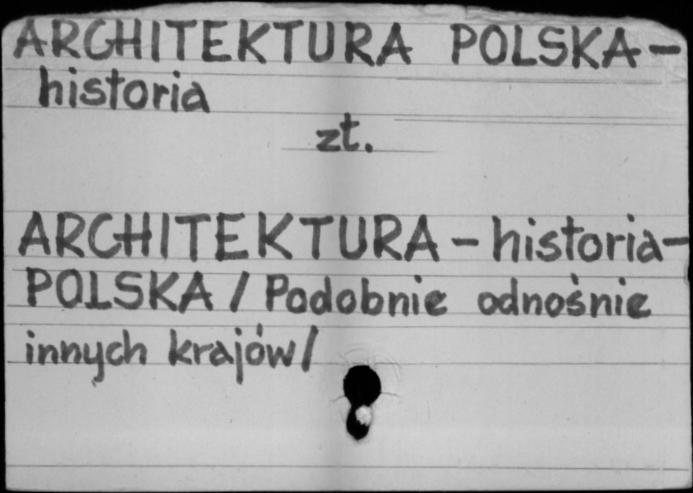 ARCHITEKTURA POLSKA-
historia
zt.
ARCHITEKTURA - historia-
POLSKA / Podobnie odnośnie
innych krajów/